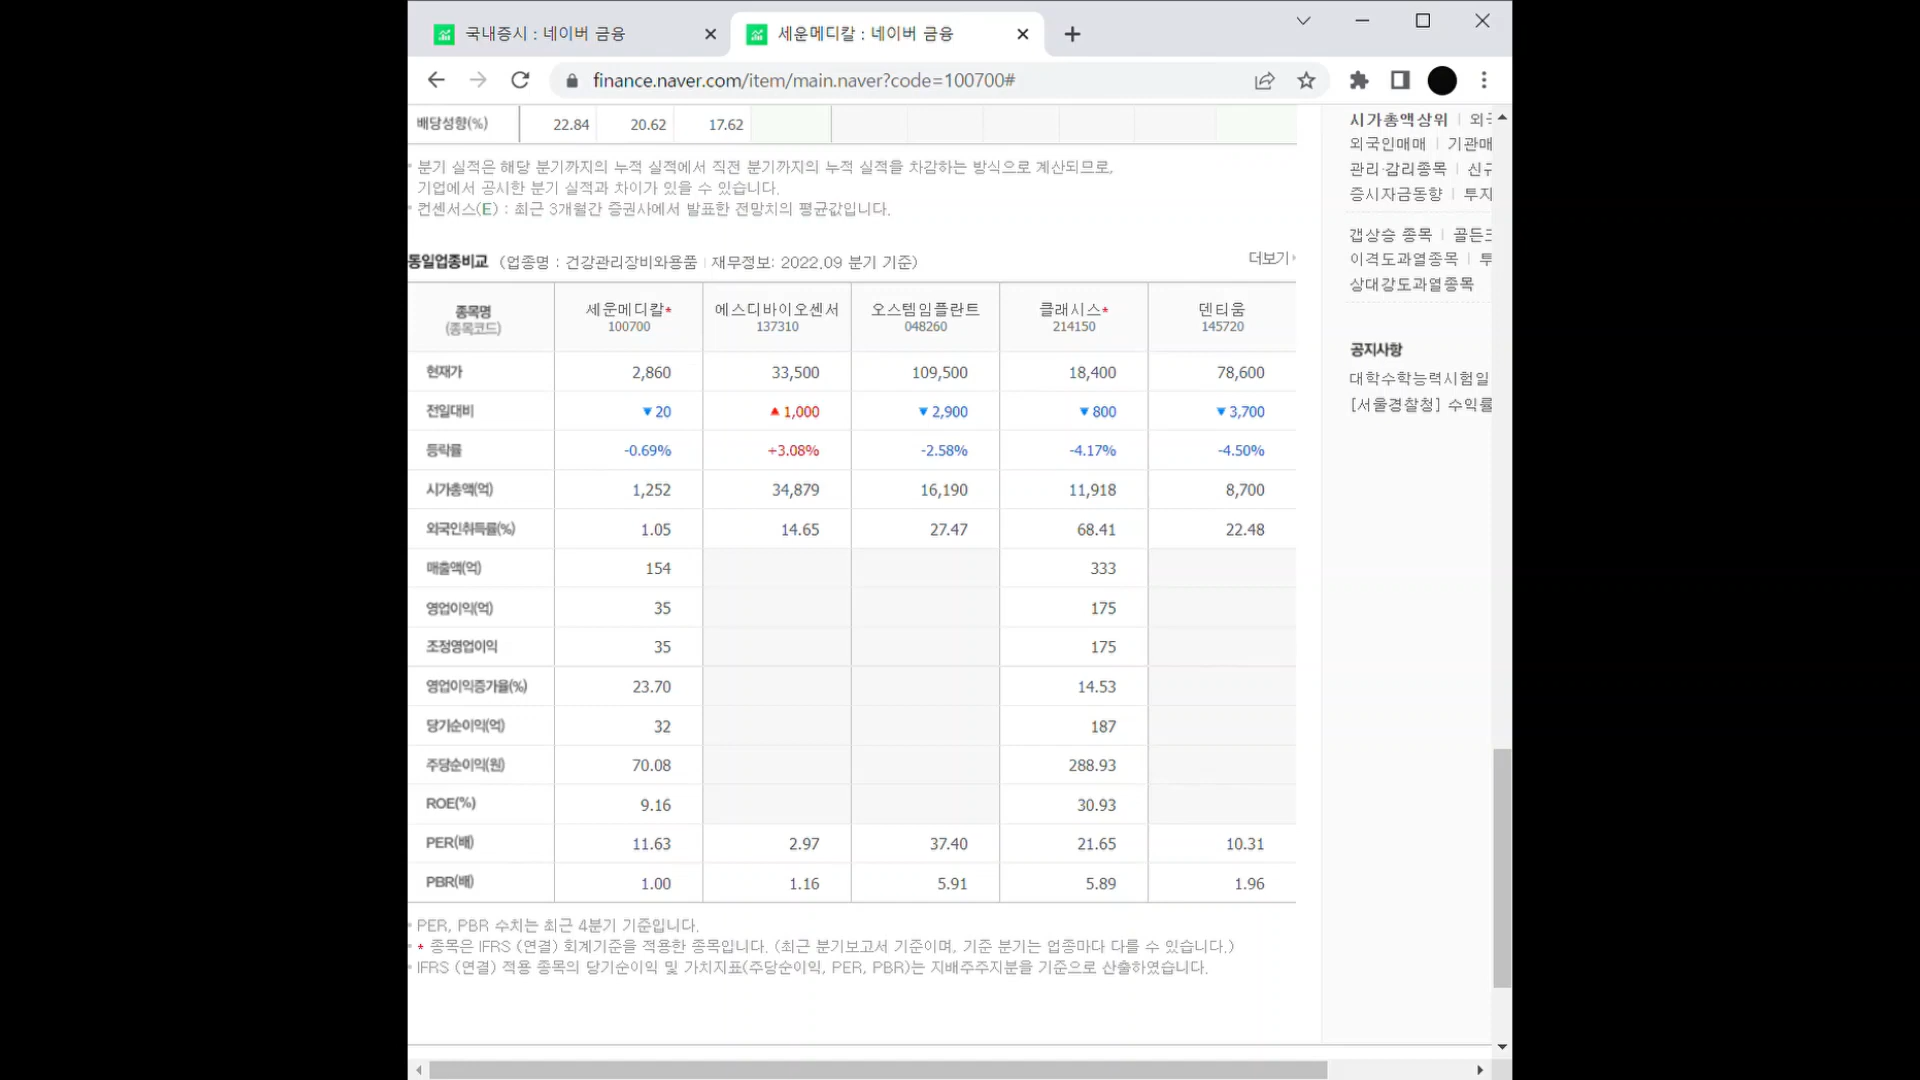 국내증시 : 네이버 금융
세운메디칼 : 네이버 금융
finance.naver.com/item/main.naver?code=100700#
배당성향(%) 22.84 20.62 17.62
분기 실적은 해당 분기까지의 누적 실적에서 직전 분기까지의 누적 실적을 차감하는 방식으로 계산되므로,
기업에서 공시한 분기 실적과 차이가 있을 수 있습니다.
컨센서스(E) : 최근 3개월간 증권사에서 발표한 전망치의 평균값입니다.
동일업종비교 (업종명 : 건강관리장비와용품 | 재무정보: 2022.09 분기 기준)
더보기
종목명 세운메디칼* 에스디바이오센서 오스템임플란트 클래시스* 덴티움
(종목코드) 100700 137310 048260 214150 145720
현재가 2,860 33,500 109,500 18,400 78,600
전일대비 ▼20 ▲1,000 ▼2,900 ▼800 ▼3,700
등락률 -0.69% +3.08% -2.58% -4.17% -4.50%
시가총액(억) 1,252 34,879 16,190 11,918 8,700
외국인취득률(%) 1.05 14.65 27.47 68.41 22.48
매출액(억) 154 333
영업이익(억) 35 175
조정영업이익 35 175
영업이익증가율(%) 23.70 14.53
당기순이익(억) 32 187
주당순이익(원) 70.08 288.93
ROE(%) 9.16 30.93
PER(배) 11.63 2.97 37.40 21.65 10.31
PBR(배) 1.00 1.16 5.91 5.89 1.96
PER, PBR 수치는 최근 4분기 기준입니다.
* 종목은 IFRS (연결) 회계기준을 적용한 종목입니다. (최근 분기보고서 기준이며, 기준 분기는 업종마다 다를 수 있습니다.)
IFRS (연결) 적용 종목의 당기순이익 및 가치지표(주당순이익, PER, PBR)는 지배주주지분을 기준으로 산출하였습니다.
시가총액상위 | 외
외국인매매 | 기관매
관리·감리종목 | 신규
증시자금동향 | 투자
갭상승 종목 | 골든
이격도과열종목 | 투
상대강도과열종목
공지사항
대학수학능력시험일
[서울경찰청] 수익률